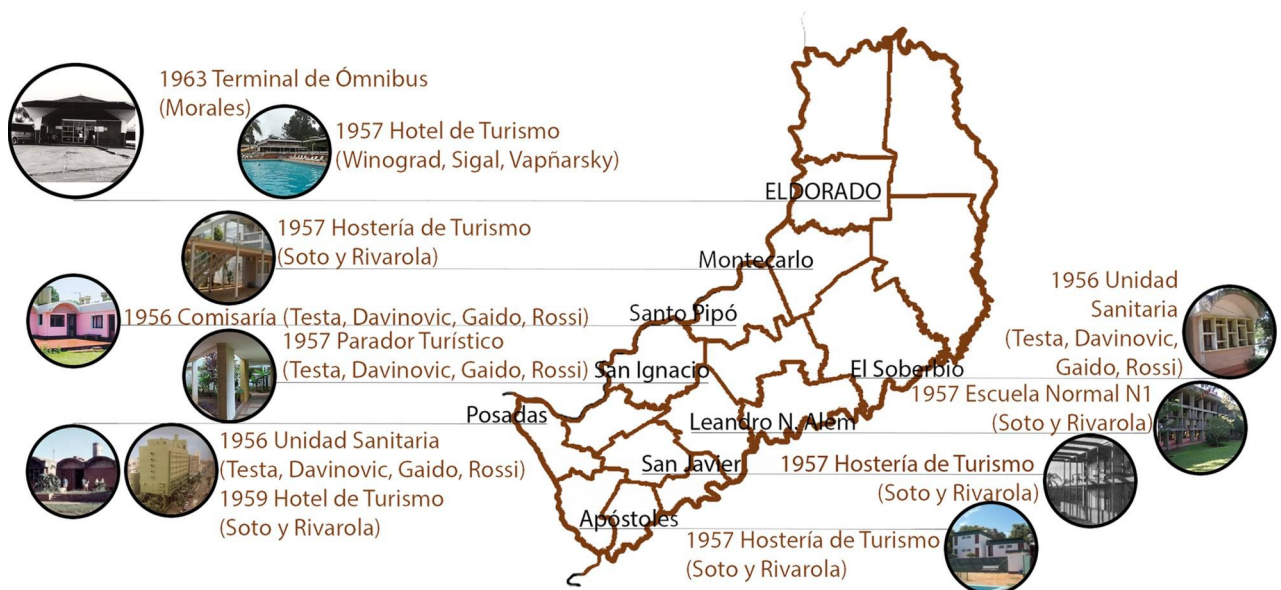 1963 Terminal de Ómnibus
(Morales)
1957 Hotel de Turismo
(Winograd, Sigal, Vapñarsky)
ELDORADO
1957 Hostería de Turismo
(Soto y Rivarola)
Montecarlo
1956 Comisaría (Testa, Davinovic, Gaido, Rossi)
Santo Pipó
1957 Parador Turístico
(Testa, Davinovic, Gaido, Rossi)
San Ignacio
1956 Unidad
Sanitaria
(Testa, Davinovic,
Gaido, Rossi)
El Soberbio
Posadas
1956 Unidad Sanitaria
(Testa, Davinovic, Gaido, Rossi)
1959 Hotel de Turismo
(Soto y Rivarola)
1957 Escuela Normal N1
(Soto y Rivarola)
Leandro N. Alem
San Javier
1957 Hostería de Turismo
(Soto y Rivarola)
Apóstoles
1957 Hostería de Turismo
(Soto y Rivarola)